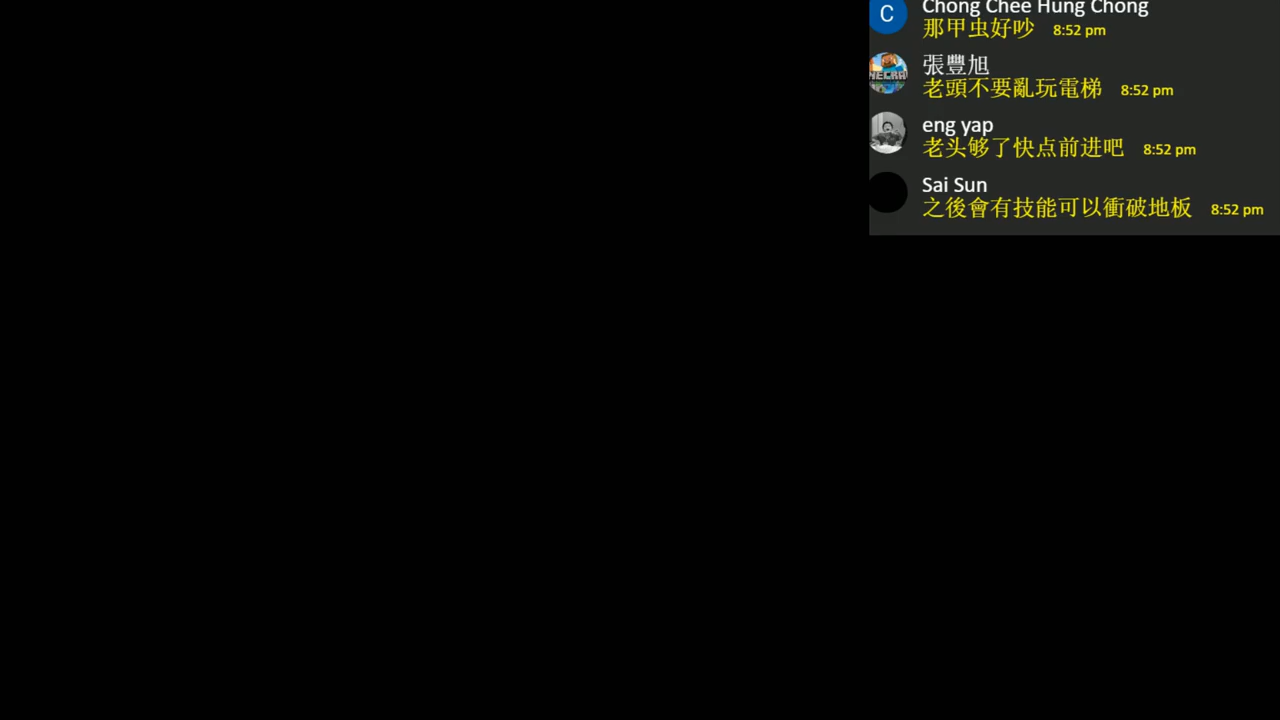 Chong Chee Hung Chong
那甲虫好吵 8:52 pm
張豐旭
老頭不要亂玩電梯 8:52 pm
eng yap
老头够了快点前进吧 8:52 pm
Sai Sun
之後會有技能可以衝破地板 8:52 pm